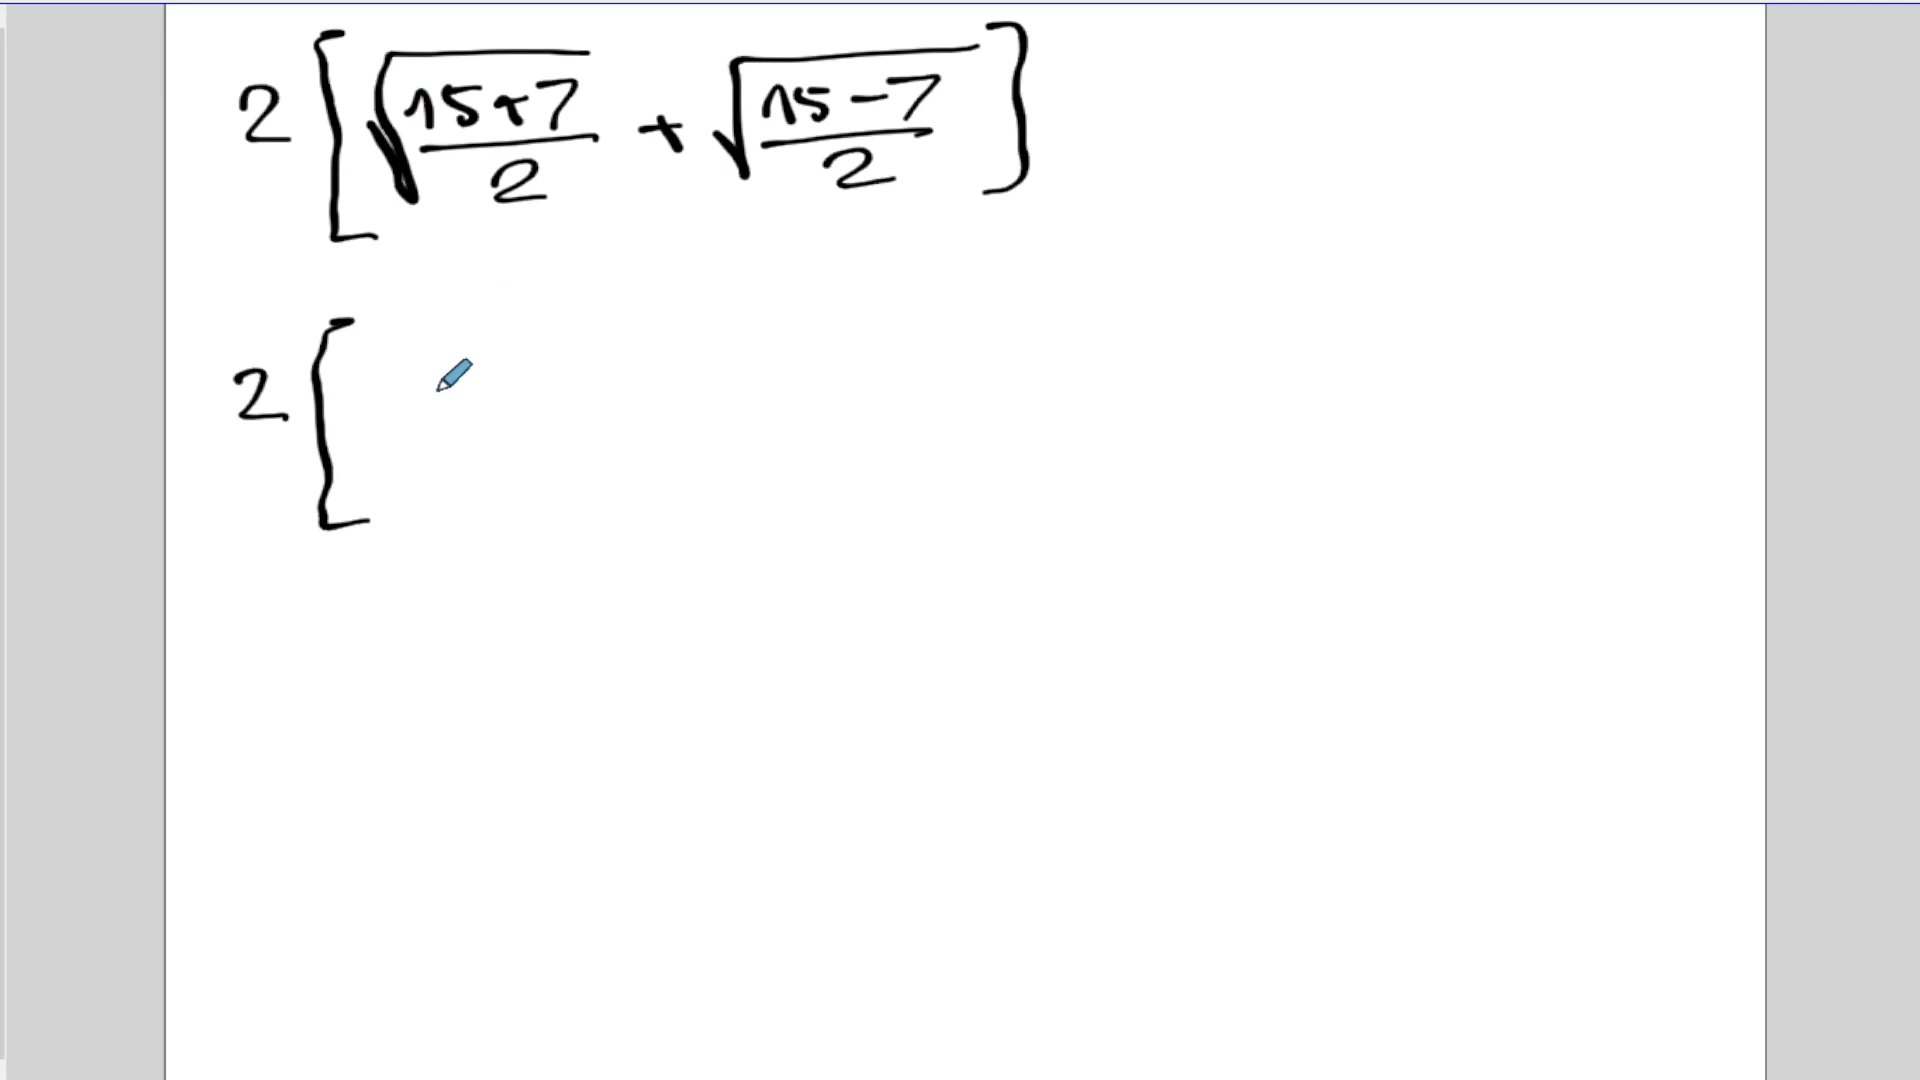 2 [ √((15+7)/2) + √((15-7)/2) ]
2 [